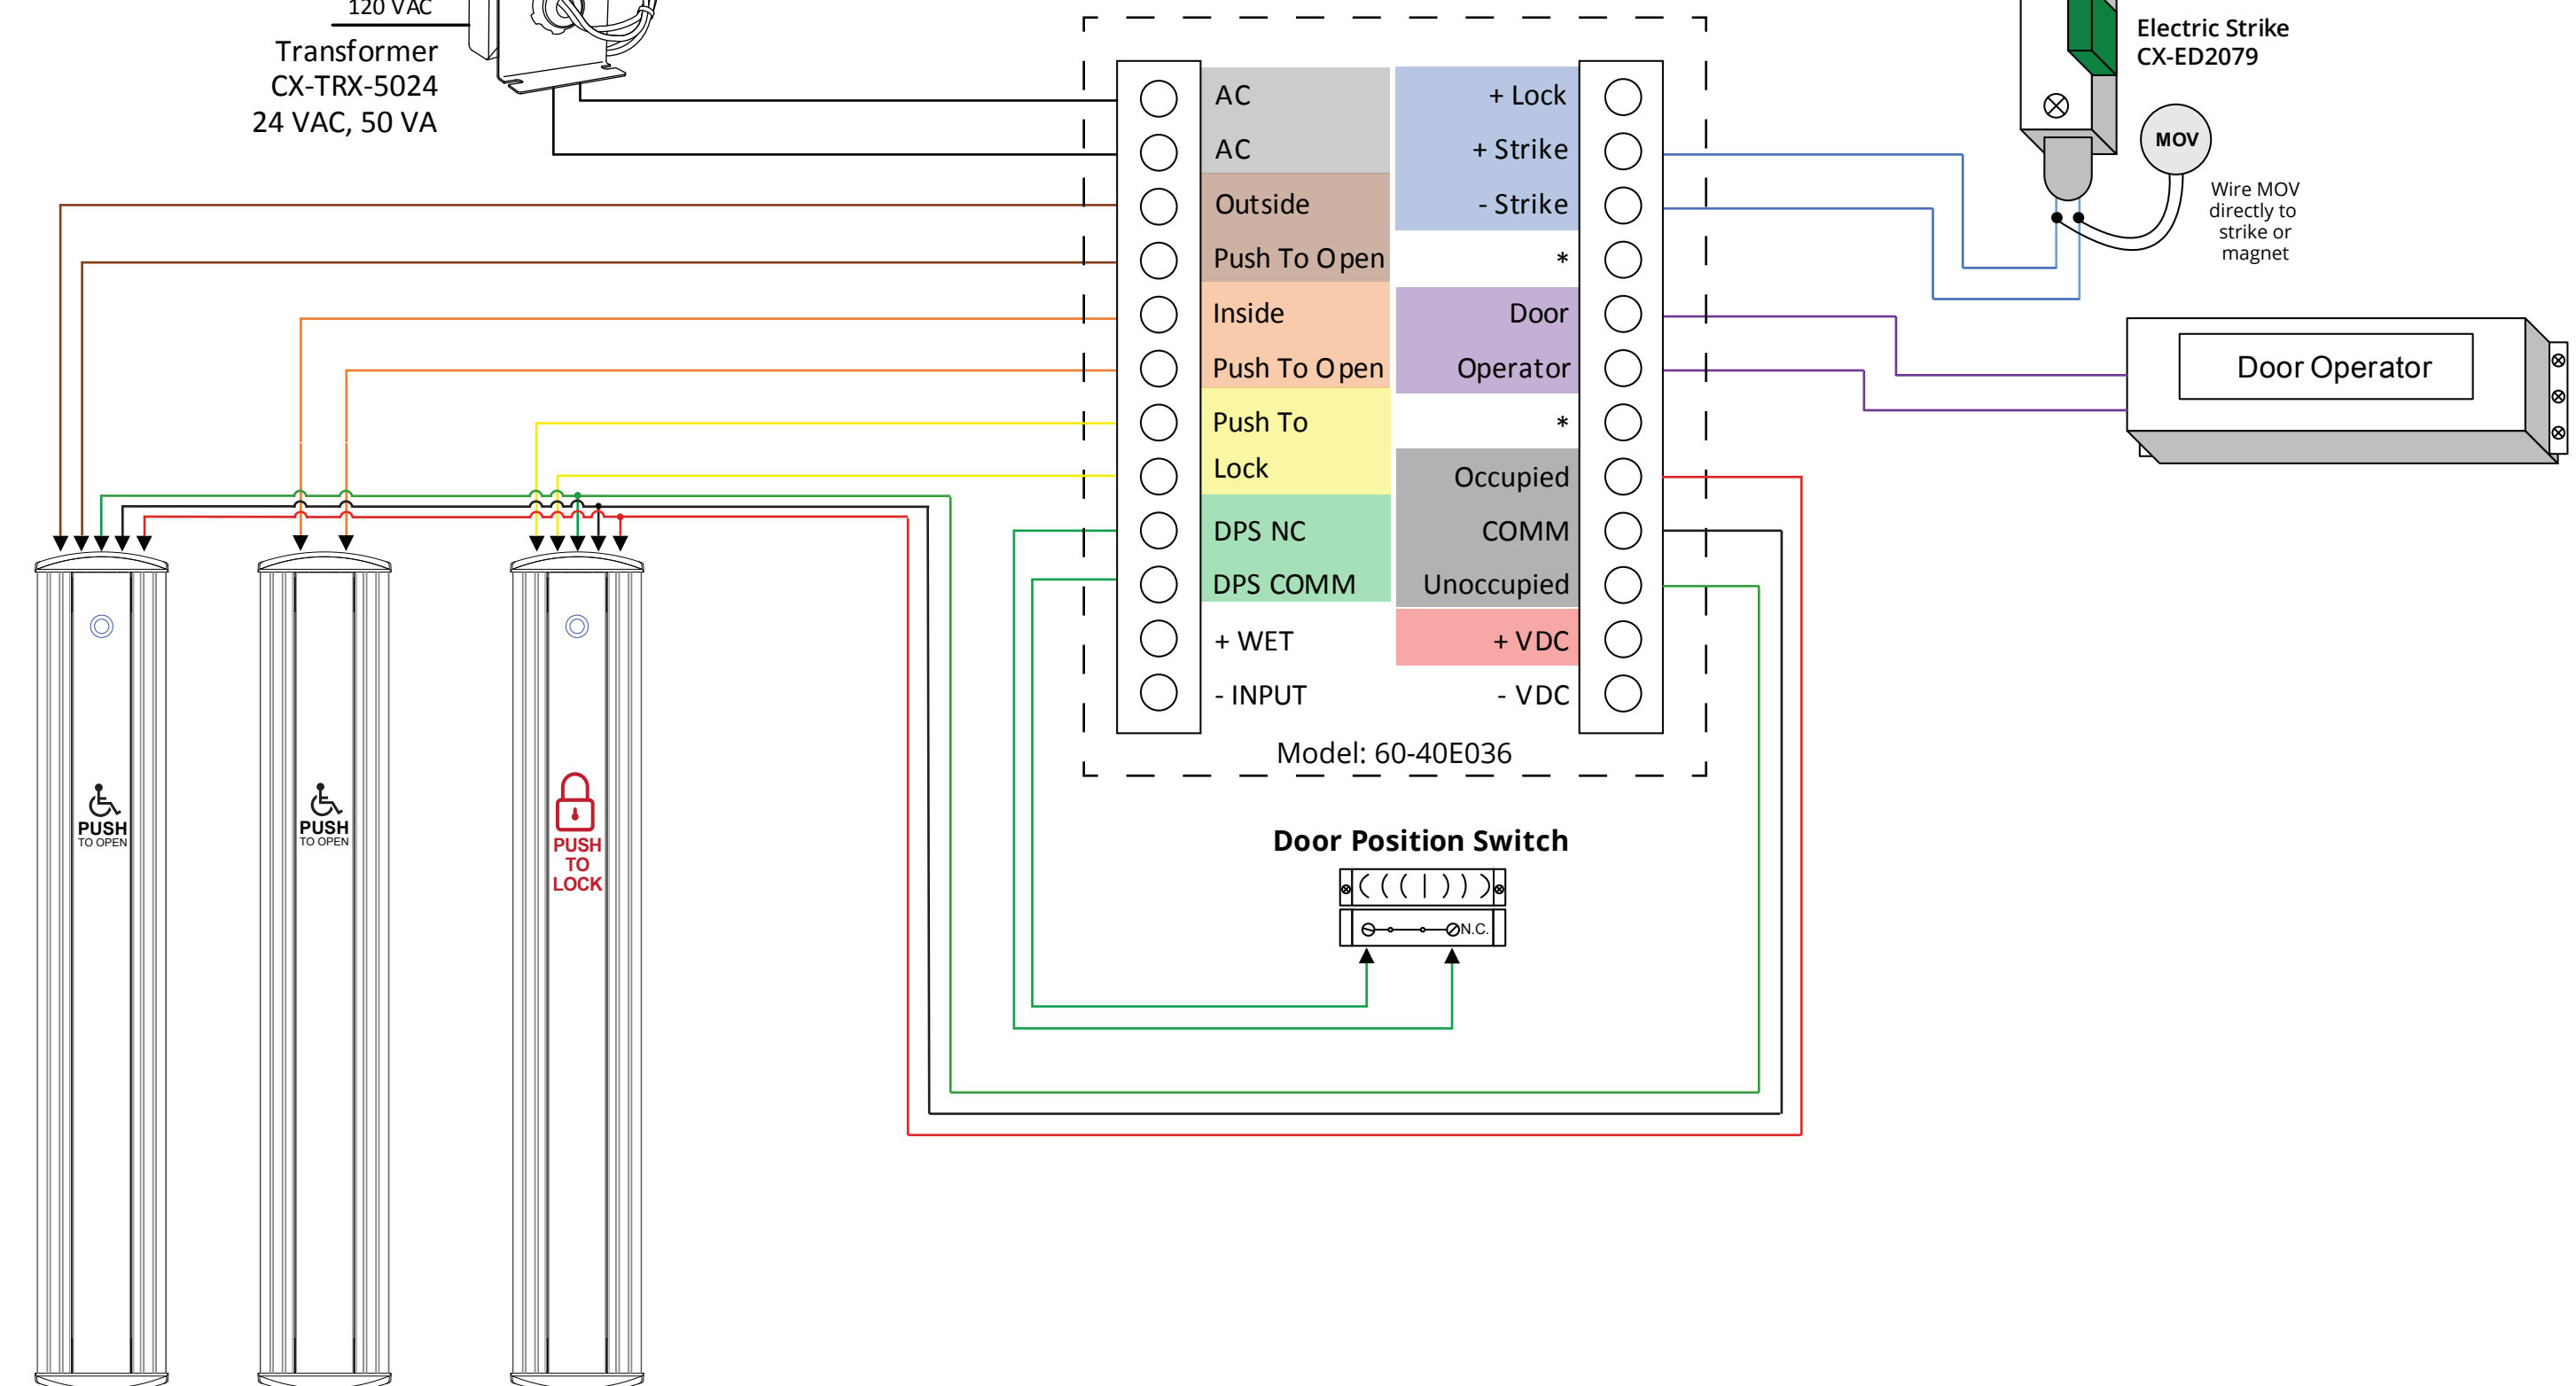 120 VAC
Transformer
CX-TRX-5024
24 VAC, 50 VA
AC
AC
Outside
Push To Open
Inside
Push To Open
Push To
Lock
DPS NC
DPS COMM
+ WET
- INPUT
+ Lock
+ Strike
- Strike
*
Door
Operator
*
Occupied
COMM
Unoccupied
+ VDC
- VDC
Model: 60-40E036
Electric Strike
CX-ED2079
MOV
Wire MOV
directly to
strike or
magnet
Door Operator
PUSH
TO OPEN
PUSH
TO OPEN
PUSH
TO
LOCK
Door Position Switch
N.C.